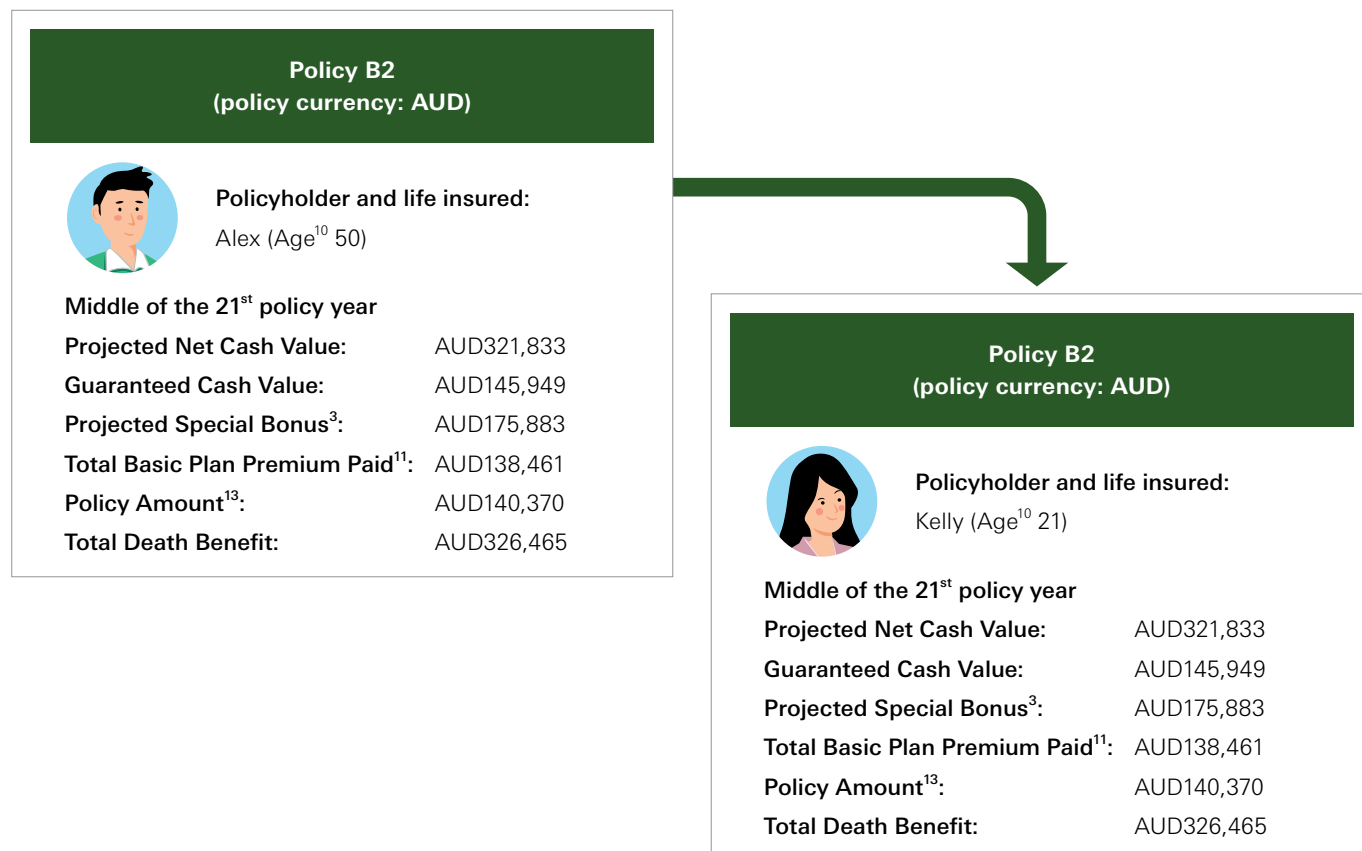 Policy B2
(policy currency: AUD)
Policyholder and life insured:
Alex (Age10 50)
Middle of the 21st policy year
Projected Net Cash Value: AUD321,833
Guaranteed Cash Value: AUD145,949
Projected Special Bonus3: AUD175,883
Total Basic Plan Premium Paid11: AUD138,461
Policy Amount13: AUD140,370
Total Death Benefit: AUD326,465
Policy B2
(policy currency: AUD)
Policyholder and life insured:
Kelly (Age10 21)
Middle of the 21st policy year
Projected Net Cash Value: AUD321,833
Guaranteed Cash Value: AUD145,949
Projected Special Bonus3: AUD175,883
Total Basic Plan Premium Paid11: AUD138,461
Policy Amount13: AUD140,370
Total Death Benefit: AUD326,465